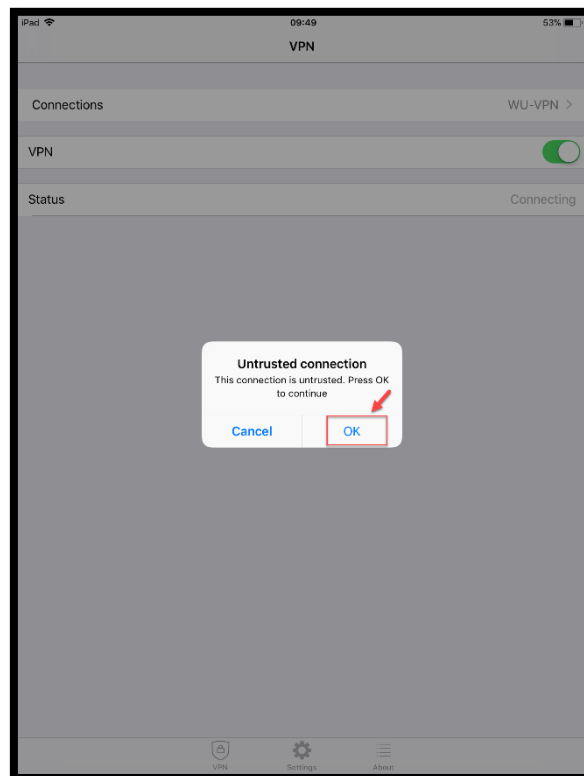 iPad 09:49 53%
VPN
Connections WU-VPN >
VPN
Status Connecting
Untrusted connection
This connection is untrusted. Press OK
to continue
Cancel OK
VPN Settings About